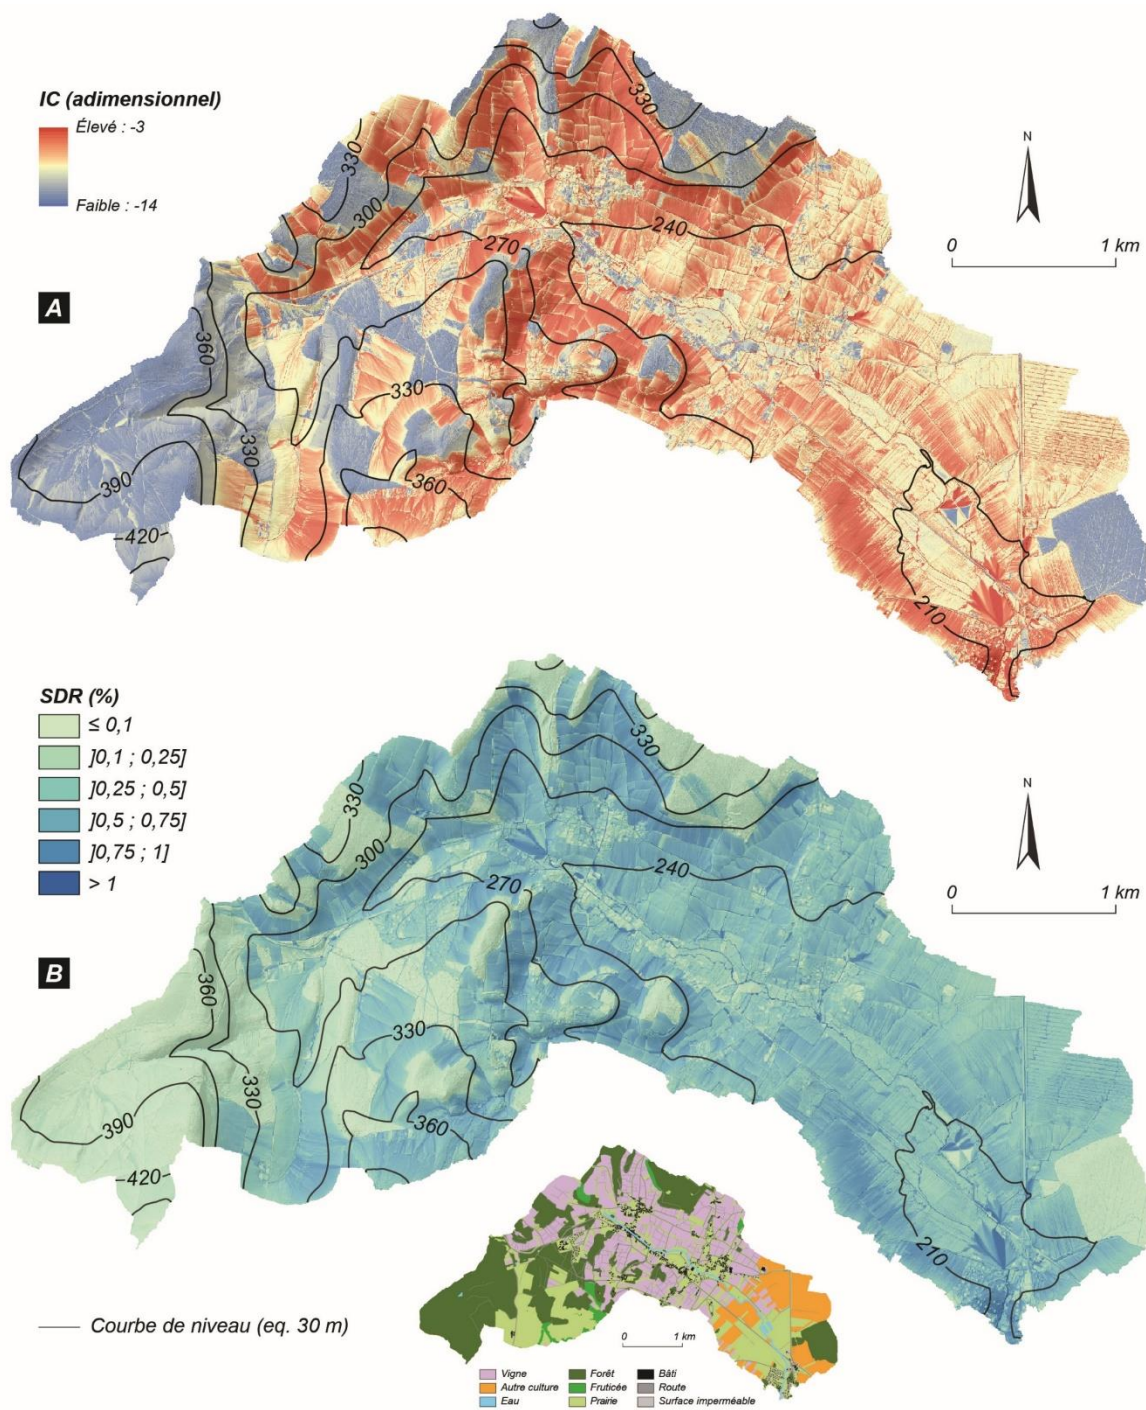 IC (adimensionnel)
Élevé : -3
Faible : -14
330
330
300
N
0 1 km
240
270
A
360
330
330
390
360
420
210
SDR (%)
≤ 0,1
]0,1 ; 0,25]
]0,25 ; 0,5]
]0,5 ; 0,75]
]0,75 ; 1]
> 1
330
330
300
N
0 1 km
240
270
B
360
330
330
390
360
420
210
Courbe de niveau (eq. 30 m)
0 1 km
Vigne Forêt Bâti
Autre culture Fruticée Route
Eau Prairie Surface imperméable